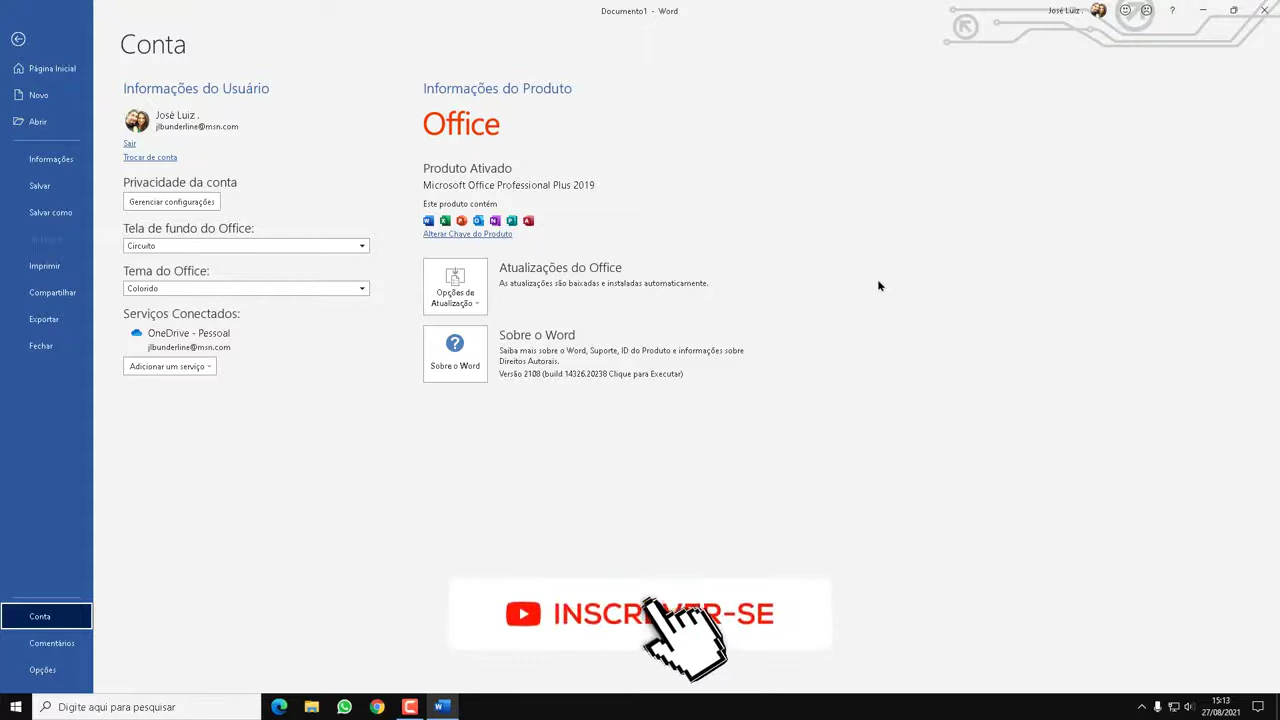 Documento1 - Word
José Luiz .
?
Conta
Página Inicial
Novo
Abrir
Informações
Salvar
Salvar como
Imprimir
Compartilhar
Exportar
Fechar
Conta
Comentários
Opções
Informações do Usuário
José Luiz .
jlbunderline@msn.com
Sair
Trocar de conta
Privacidade da conta
Gerenciar configurações
Tela de fundo do Office:
Circuito
Tema do Office:
Colorido
Serviços Conectados:
OneDrive - Pessoal
jlbunderline@msn.com
Adicionar um serviço
Informações do Produto
Office
Produto Ativado
Microsoft Office Professional Plus 2019
Este produto contém
Alterar Chave do Produto
Opções de
Atualização
Atualizações do Office
As atualizações são baixadas e instaladas automaticamente.
?
Sobre o Word
Sobre o Word
Saiba mais sobre o Word, Suporte, ID do Produto e informações sobre
Direitos Autorais.
Versão 2108 (build 14326.20238 Clique para Executar)
INSCREVER-SE
Digite aqui para pesquisar
15:13
27/08/2021